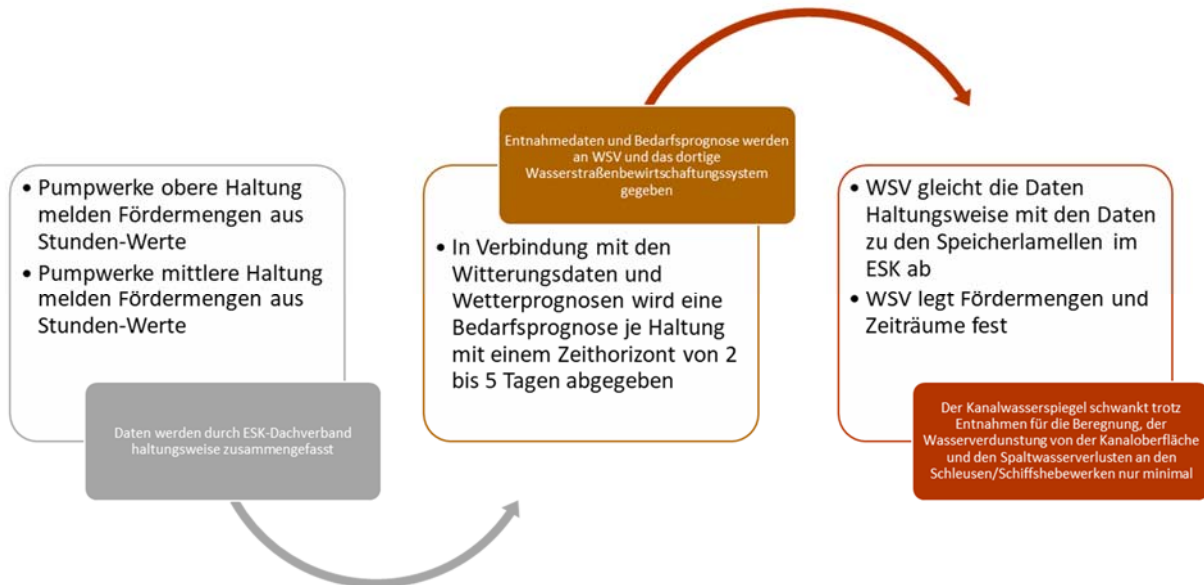 • Pumpwerke obere Haltung
melden Fördermengen aus
Stunden-Werte
• Pumpwerke mittlere Haltung
melden Fördermengen aus
Stunden-Werte
Daten werden durch ESK-Dachverband
haltungsweise zusammengefasst
Entnahmedaten und Bedarfsprognose werden
an WSV und das dortige
Wasserstraßenbewirtschaftungssystem
gegeben
• In Verbindung mit den
Witterungsdaten und
Wetterprognosen wird eine
Bedarfsprognose je Haltung
mit einem Zeithorizont von 2
bis 5 Tagen abgegeben
• WSV gleicht die Daten
Haltungsweise mit den Daten
zu den Speicherlamellen im
ESK ab
• WSV legt Fördermengen und
Zeiträume fest
Der Kanalwasserspiegel schwankt trotz
Entnahmen für die Beregnung, der
Wasserverdunstung von der Kanaloberfläche
und den Spaltwasserverlusten an den
Schleusen/Schiffshebewerken nur minimal